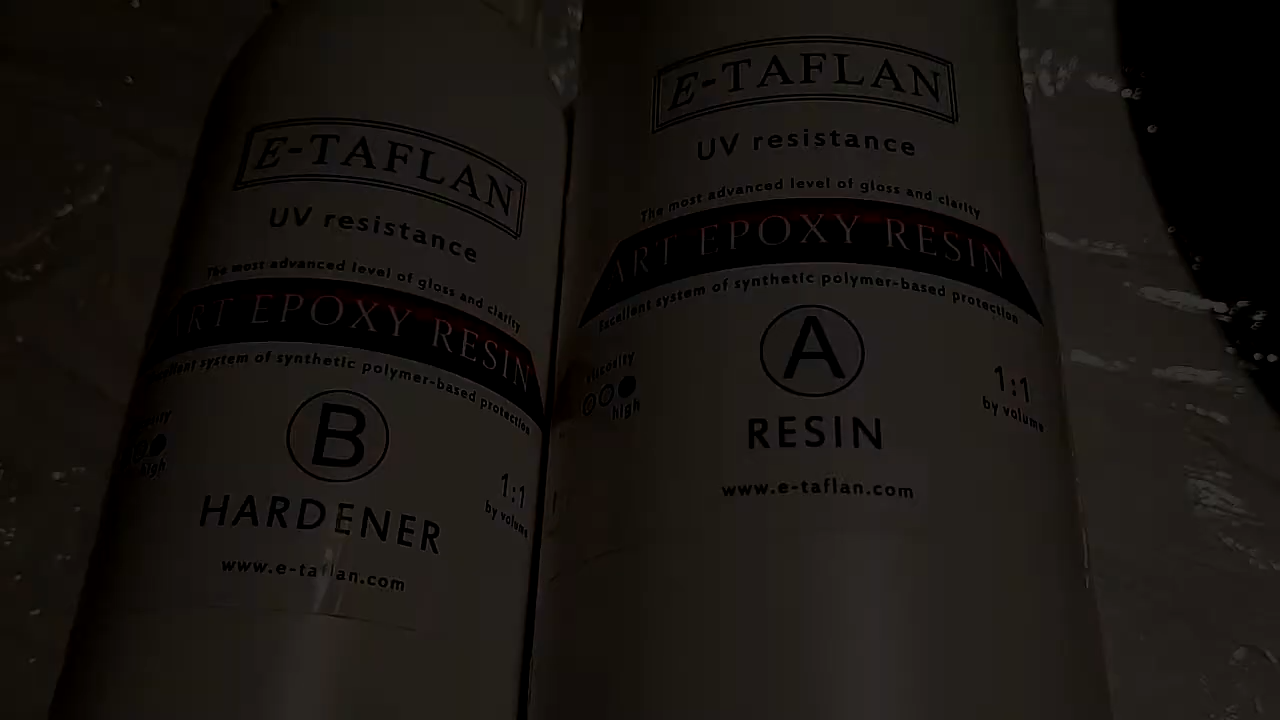 E-TAFLAN
UV resistance
The most advanced level of gloss and clarity
ART EPOXY RESIN
Excellent system of synthetic polymer-based protection
B
high
1:1
by volume
HARDENER
www.e-taflan.com
E-TAFLAN
UV resistance
The most advanced level of gloss and clarity
ART EPOXY RESIN
Excellent system of synthetic polymer-based protection
A
viscosity
high
1:1
by volume
RESIN
www.e-taflan.com